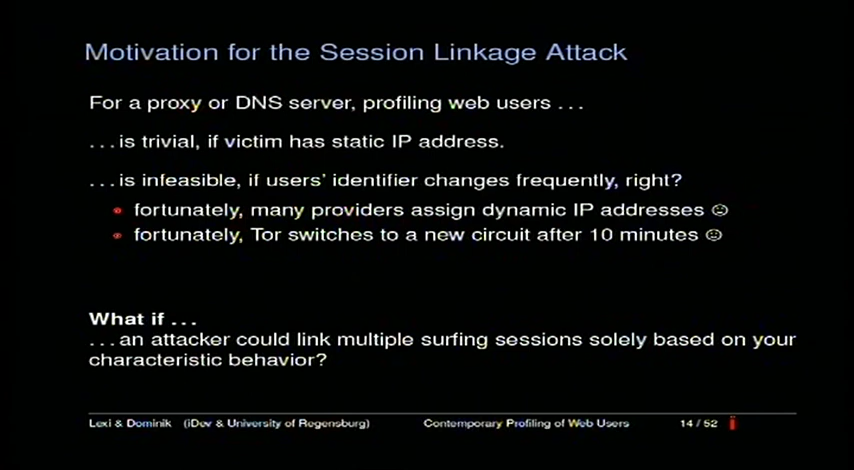 Motivation for the Session Linkage Attack
For a proxy or DNS server, profiling web users ...
... is trivial, if victim has static IP address.
... is infeasible, if users' identifier changes frequently, right?
fortunately, many providers assign dynamic IP addresses ☺
fortunately, Tor switches to a new circuit after 10 minutes ☺
What if ...
... an attacker could link multiple surfing sessions solely based on your
characteristic behavior?
Lexi & Dominik (iDev & University of Regensburg) Contemporary Profiling of Web Users 14 / 52